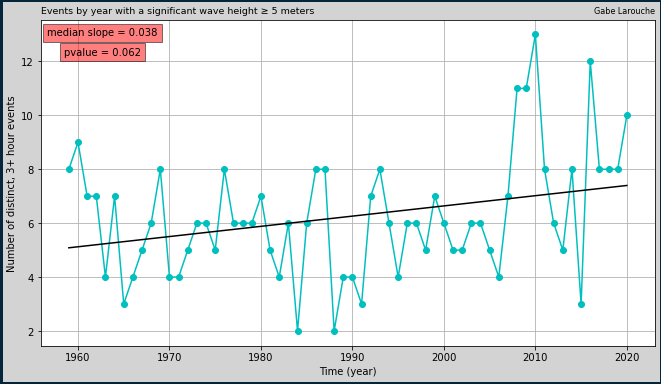 Events by year with a significant wave height ≥ 5 meters
Gabe Larouche
median slope = 0.038
pvalue = 0.062
Number of distinct, 3+ hour events
12
10
8
6
4
2
1960 1970 1980 1990 2000 2010 2020
Time (year)